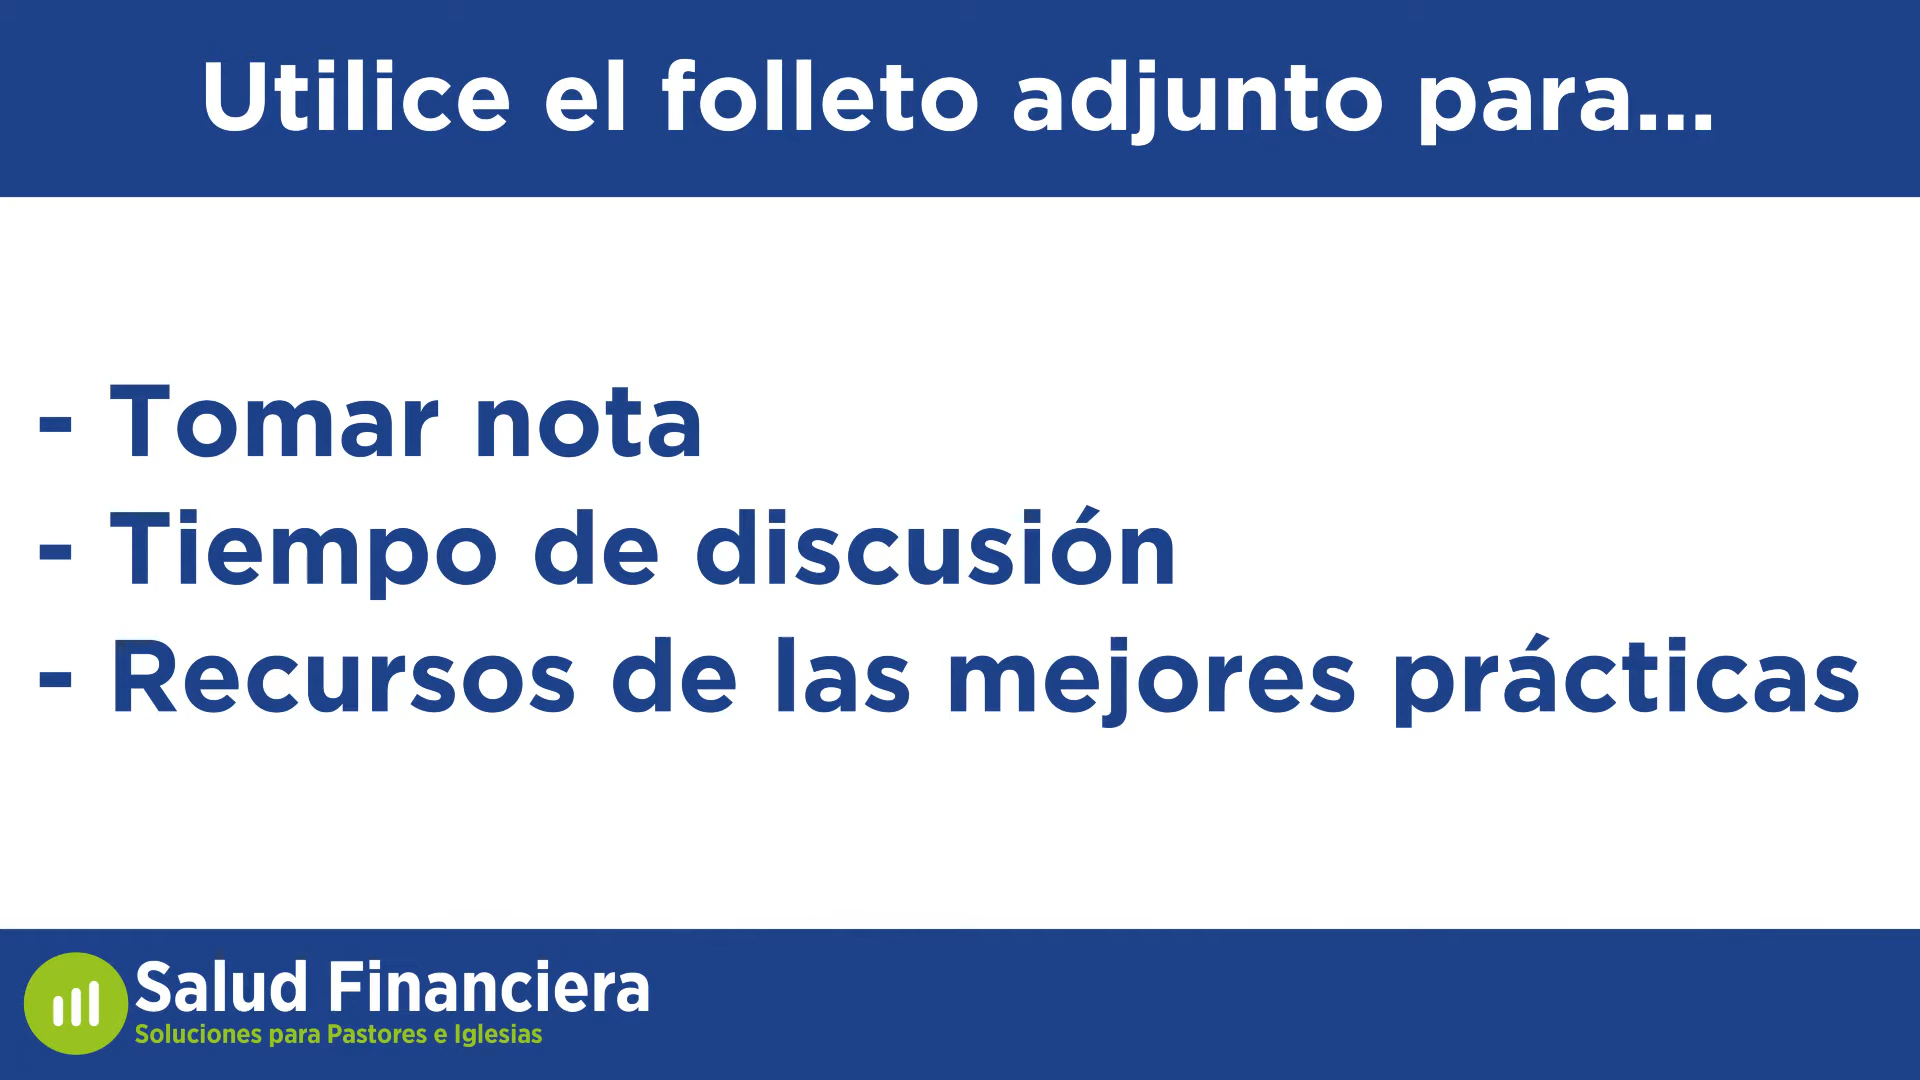 Utilice el folleto adjunto para...
- Tomar nota
- Tiempo de discusión
- Recursos de las mejores prácticas
Salud Financiera
Soluciones para Pastores e Iglesias